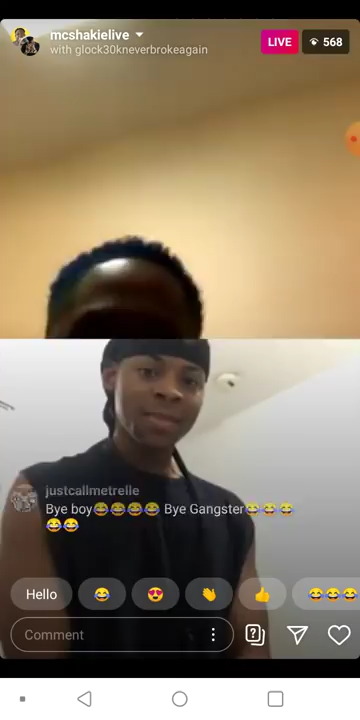 mcshakielive
with glock30kneverbrokeagain
LIVE
568
justcallmetrelle
Bye boy😂😂😂😂 Bye Gangster😂😂😂
😂😂
Hello
Comment